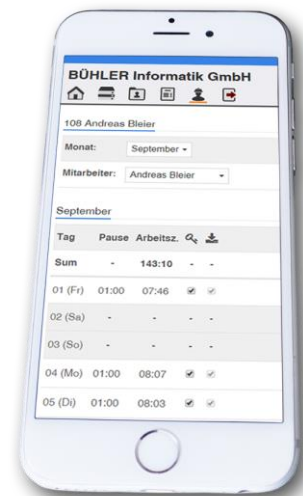 BÜHLER Informatik GmbH
108 Andreas Bleier
Monat: September
Mitarbeiter: Andreas Bleier
September
Tag Pause Arbeitsz.
Sum - 143:10 - -
01 (Fr) 01:00 07:46
02 (Sa) - - - -
03 (So) - - - -
04 (Mo) 01:00 08:07
05 (Di) 01:00 08:03